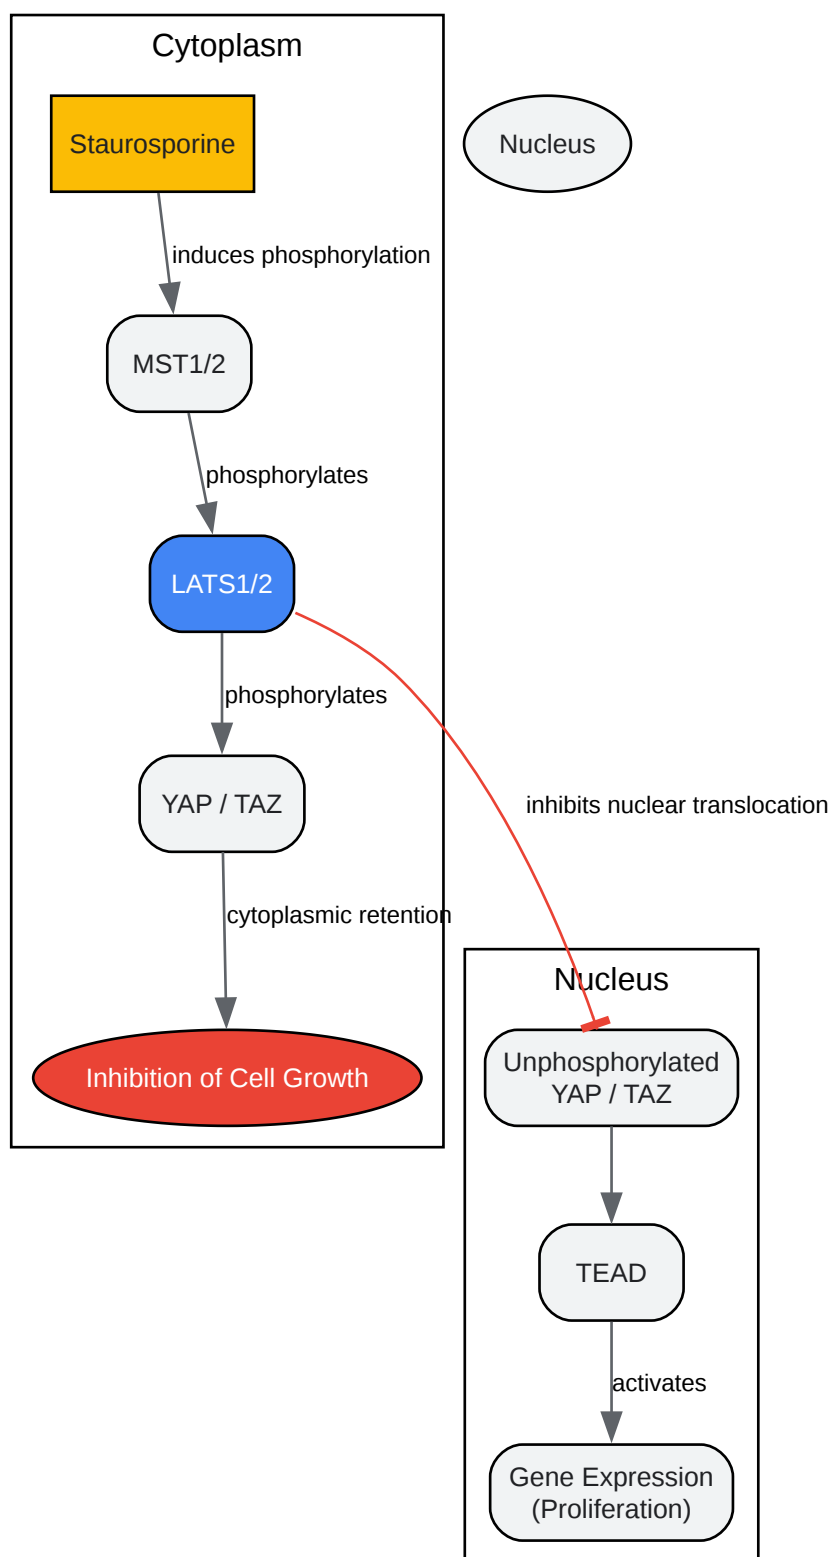 Cytoplasm
Staurosporine
Nucleus
induces phosphorylation
MST1/2
phosphorylates
LATS1/2
phosphorylates
YAP / TAZ
inhibits nuclear translocation
cytoplasmic retention
Nucleus
Inhibition of Cell Growth
Unphosphorylated
YAP / TAZ
TEAD
activates
Gene Expression
(Proliferation)